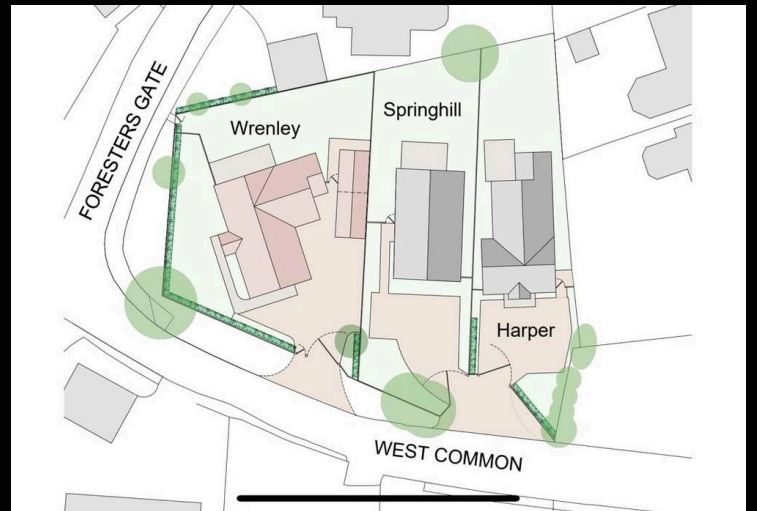 FORESTERS GATE
Wrenley
Springhill
Harper
WEST COMMON